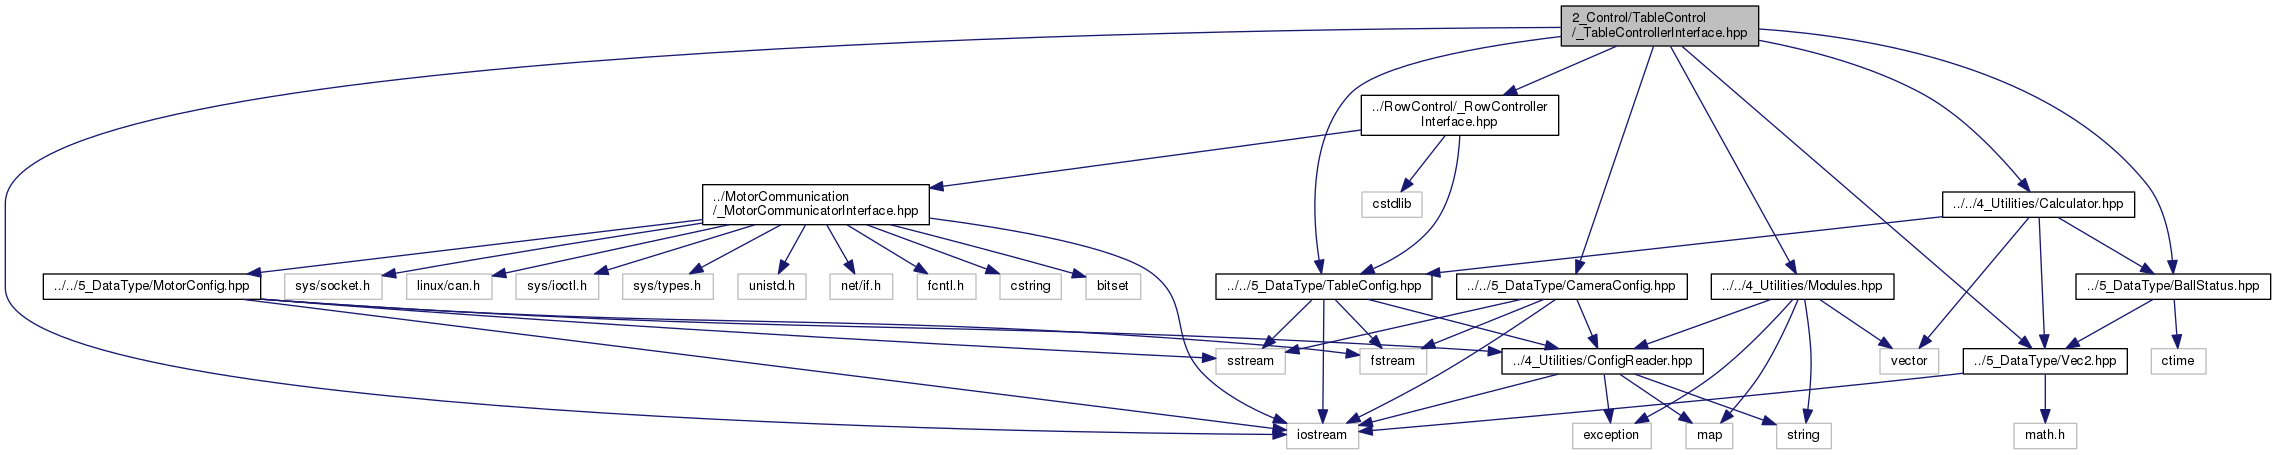 2_Control/TableControl
/_TableControllerInterface.hpp
../RowControl/_RowController
Interface.hpp
../MotorCommunication
/_MotorCommunicatorInterface.hpp
cstdlib
../../4_Utilities/Calculator.hpp
../../5_DataType/MotorConfig.hpp
sys/socket.h
linux/can.h
sys/ioctl.h
sys/types.h
unistd.h
net/if.h
fcntl.h
cstring
bitset
../../5_DataType/TableConfig.hpp
../../5_DataType/CameraConfig.hpp
../../4_Utilities/Modules.hpp
../5_DataType/BallStatus.hpp
sstream
fstream
../4_Utilities/ConfigReader.hpp
vector
../5_DataType/Vec2.hpp
ctime
iostream
exception
map
string
math.h